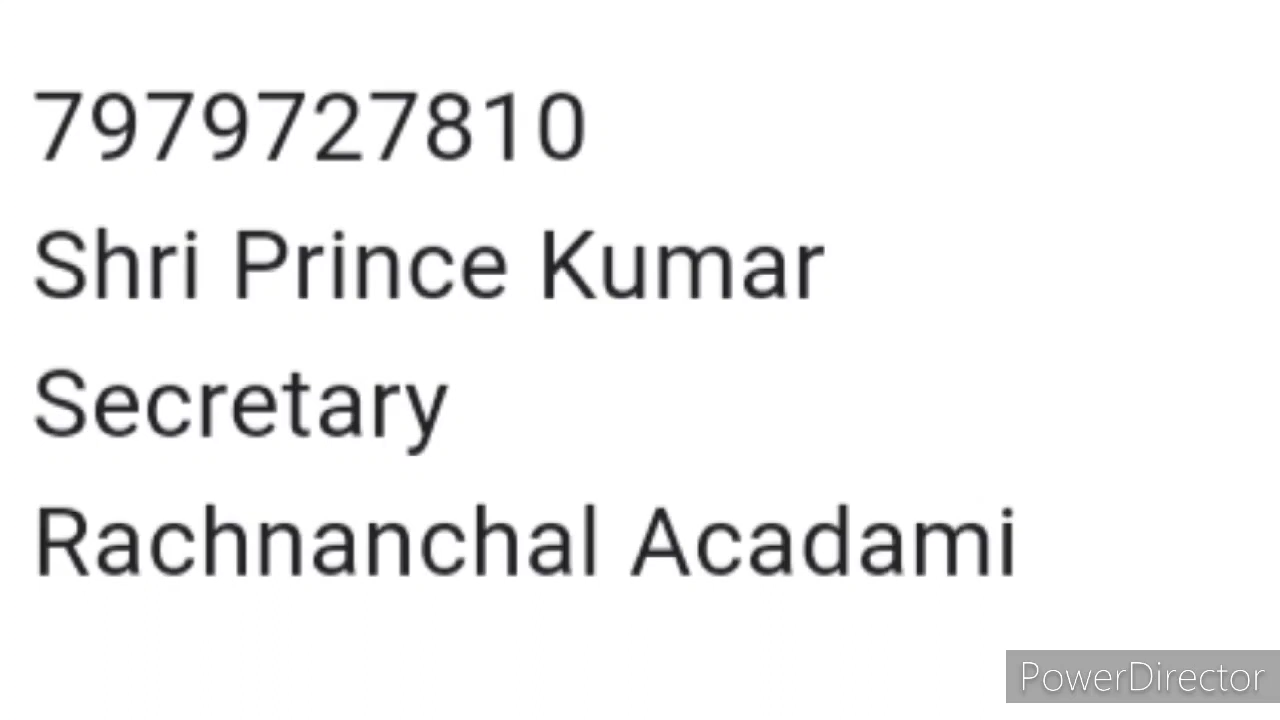 7979727810
Shri Prince Kumar
Secretary
Rachnanchal Acadami
PowerDirector